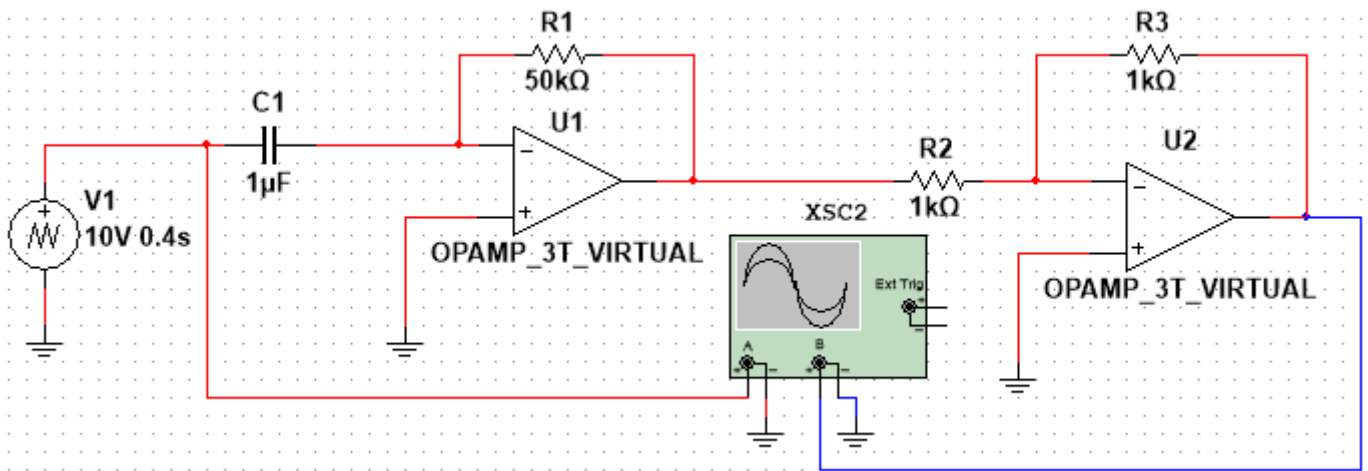 R1
50kΩ
R3
1kΩ
C1
1µF
U1
R2
1kΩ
U2
V1
10V 0.4s
+
−
+
OPAMP_3T_VIRTUAL
XSC2
Ext Trig
+
−
A
B
+
−
+
−
−
+
OPAMP_3T_VIRTUAL